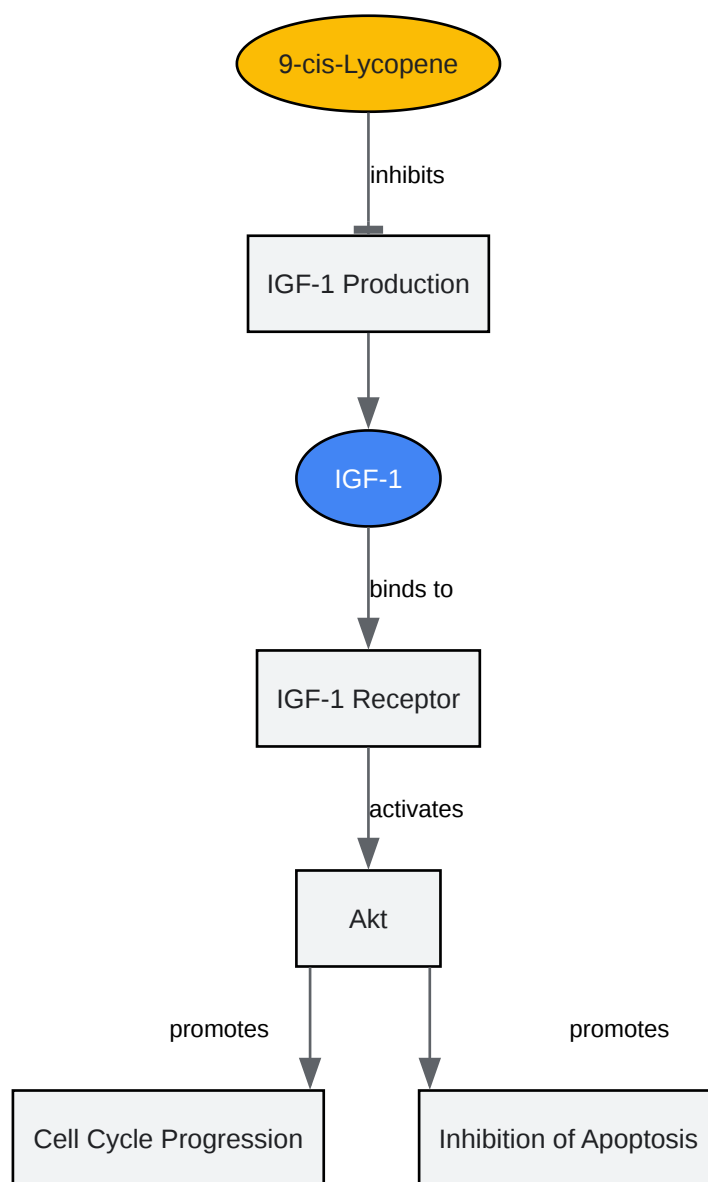 9-cis-Lycopene
inhibits
IGF-1 Production
IGF-1
binds to
IGF-1 Receptor
activates
Akt
promotes
promotes
Cell Cycle Progression
Inhibition of Apoptosis